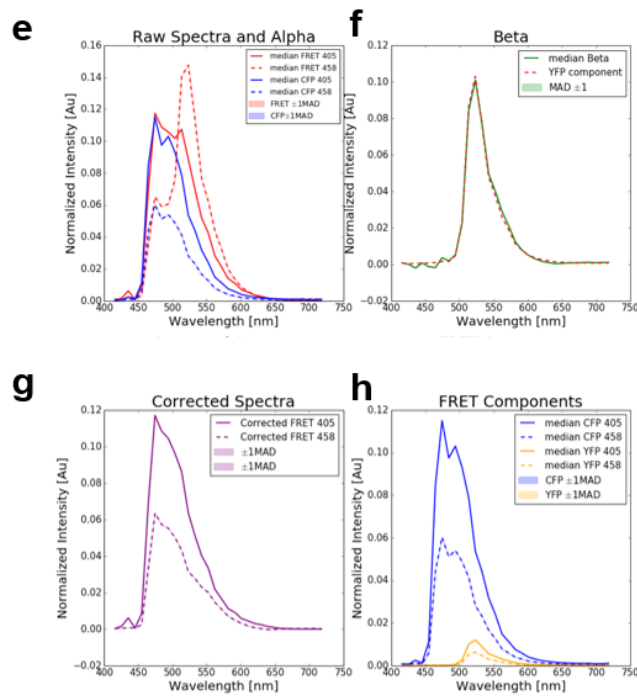 e
Raw Spectra and Alpha
0.16
0.14
0.12
0.10
0.08
0.06
0.04
0.02
0.00
400 450 500 550 600 650 700 750
Normalized Intensity [Au]
Wavelength [nm]
median FRET 405
median FRET 458
median CFP 405
median CFP 458
FRET ±1MAD
CFP±1MAD
f
Beta
0.12
0.10
0.08
0.06
0.04
0.02
0.00
−0.02
400 450 500 550 600 650 700 750
Normalized Intensity [Au]
Wavelength [nm]
median Beta
YFP component
MAD ±1
g
Corrected Spectra
0.12
0.10
0.08
0.06
0.04
0.02
0.00
−0.02
400 450 500 550 600 650 700 750
Normalized Intensity [Au]
Wavelength [nm]
Corrected FRET 405
Corrected FRET 458
±1MAD
±1MAD
h
FRET Components
0.12
0.10
0.08
0.06
0.04
0.02
0.00
400 450 500 550 600 650 700 750
Normalized Intensity [Au]
Wavelength [nm]
median CFP 405
median CFP 458
median YFP 405
median YFP 458
CFP ±1MAD
YFP ±1MAD